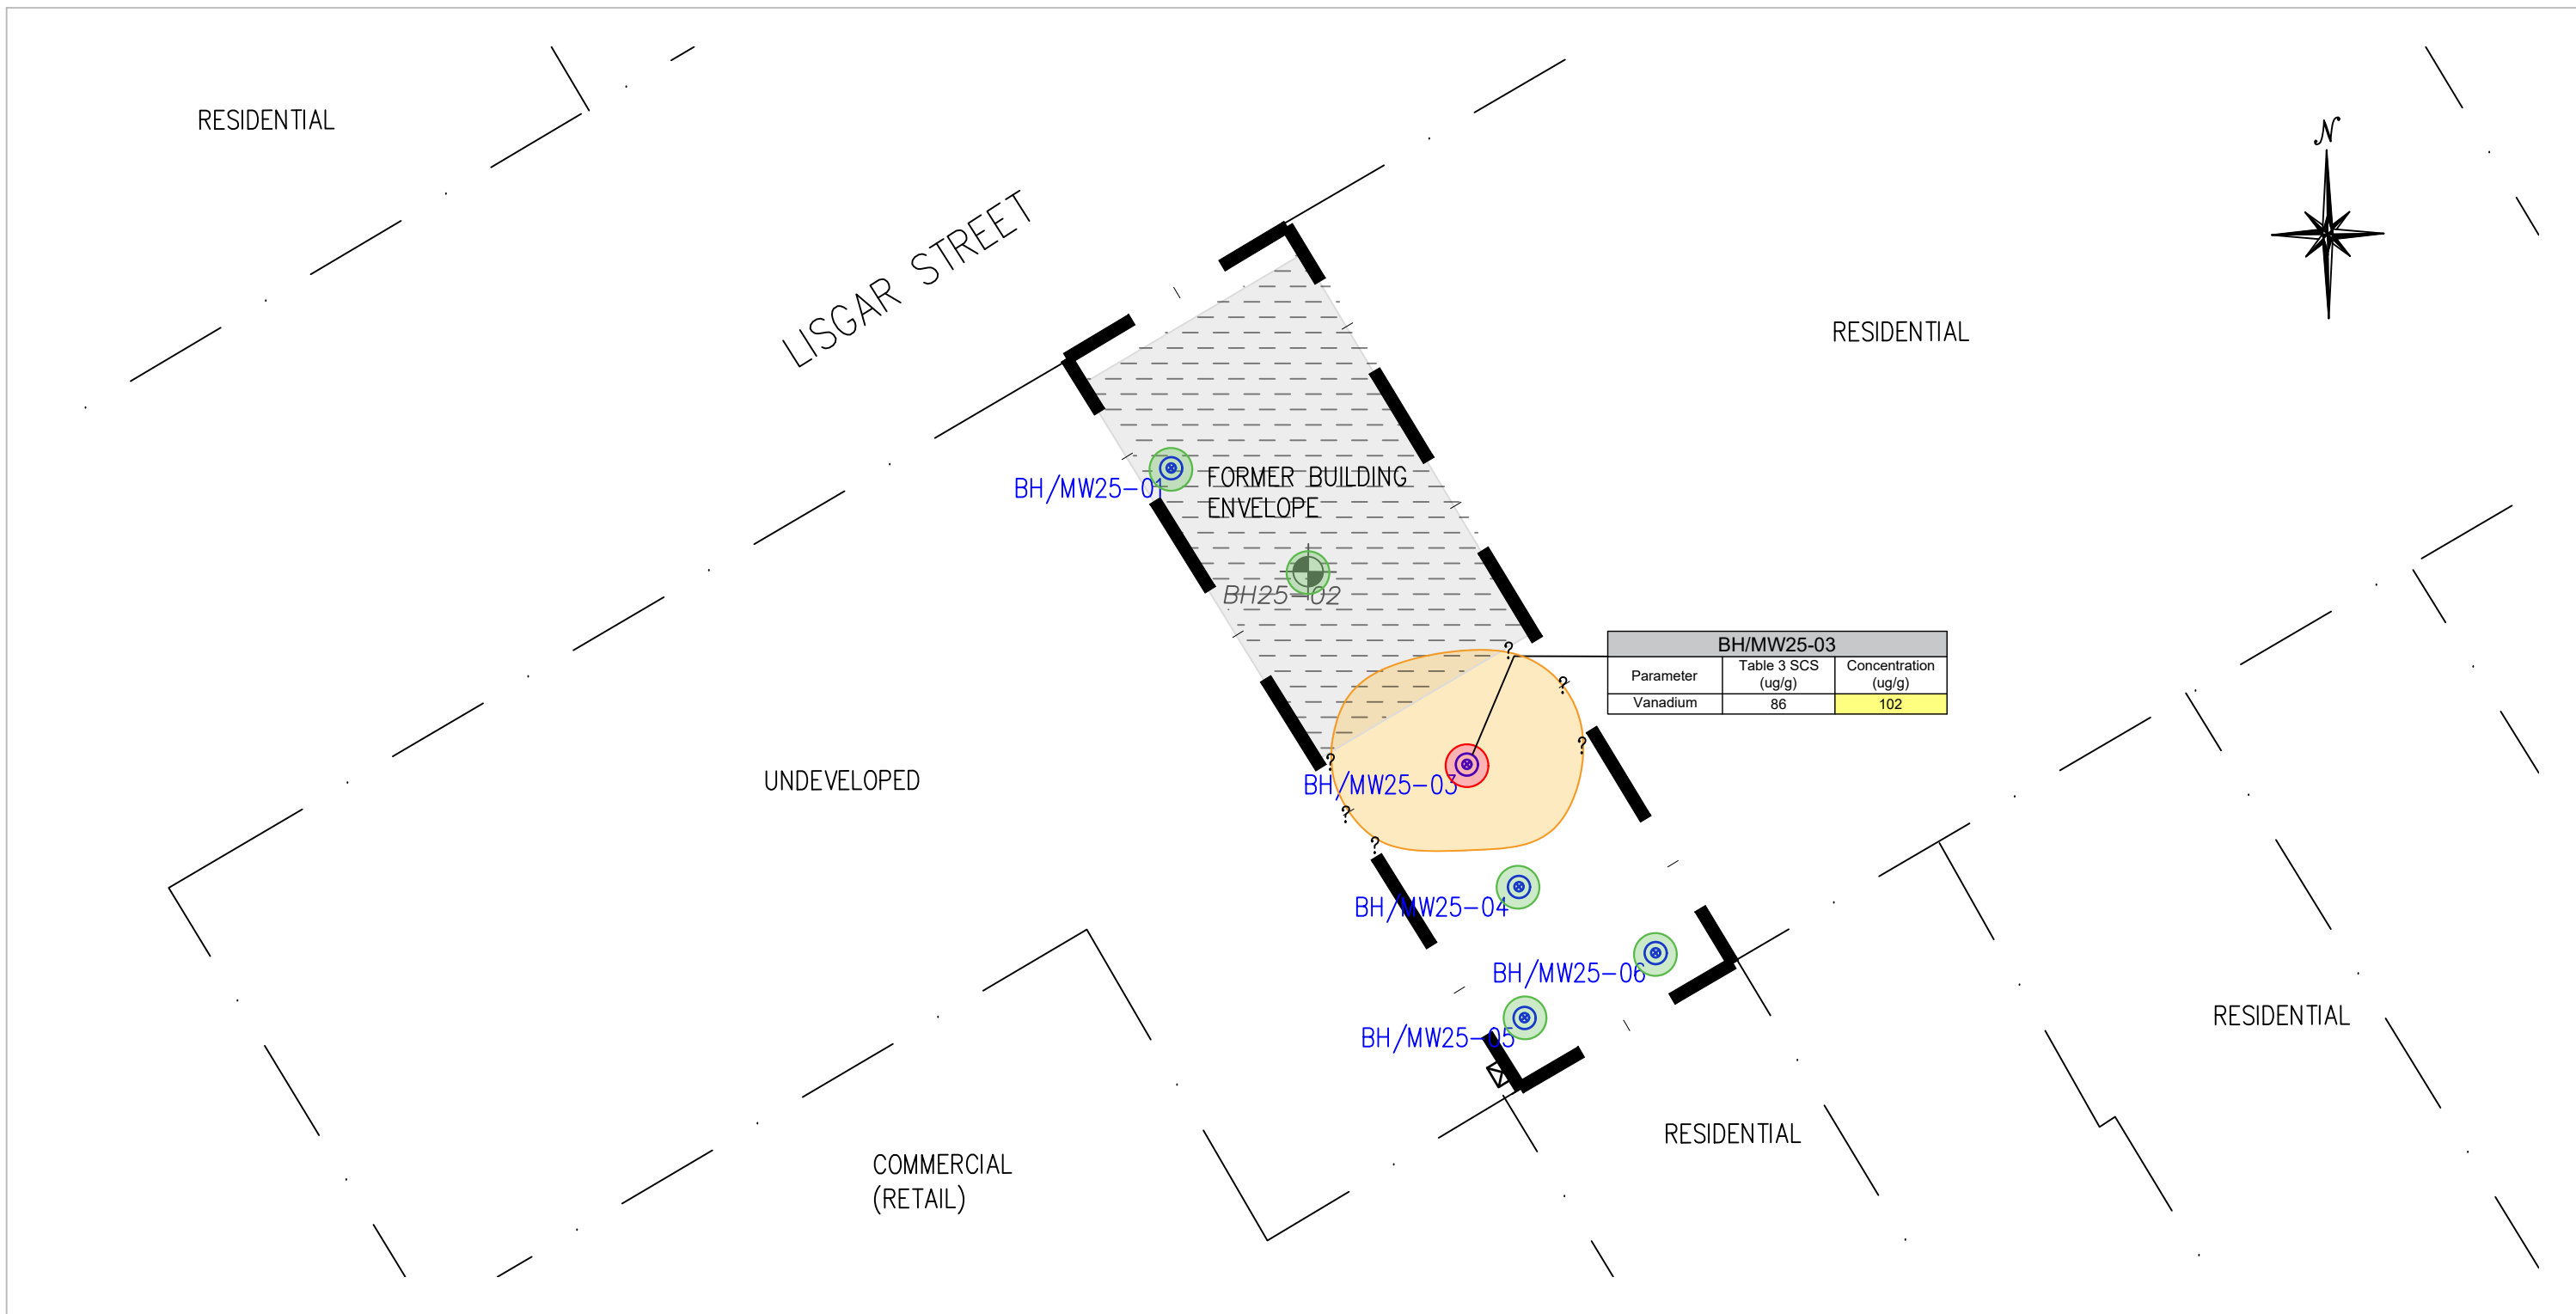 N
RESIDENTIAL
LISGAR STREET
RESIDENTIAL
BH/MW25-01
FORMER BUILDING
ENVELOPE
BH25-02
?
?
?
?
?
?
BH/MW25-03
Parameter
Table 3 SCS
(ug/g)
Concentration
(ug/g)
Vanadium
86
102
BH/MW25-03
UNDEVELOPED
BH/MW25-04
BH/MW25-06
BH/MW25-05
RESIDENTIAL
RESIDENTIAL
COMMERCIAL
(RETAIL)